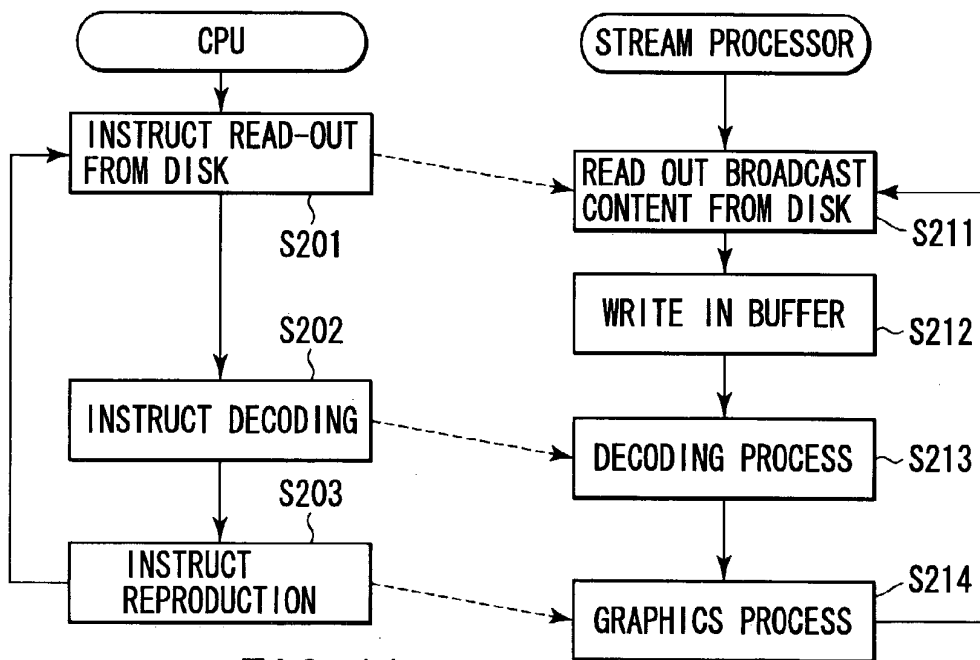 CPU
INSTRUCT READ-OUT
FROM DISK
S201
S202
INSTRUCT DECODING
S203
INSTRUCT
REPRODUCTION
STREAM PROCESSOR
READ OUT BROADCAST
CONTENT FROM DISK
S211
WRITE IN BUFFER
S212
DECODING PROCESS
S213
S214
GRAPHICS PROCESS